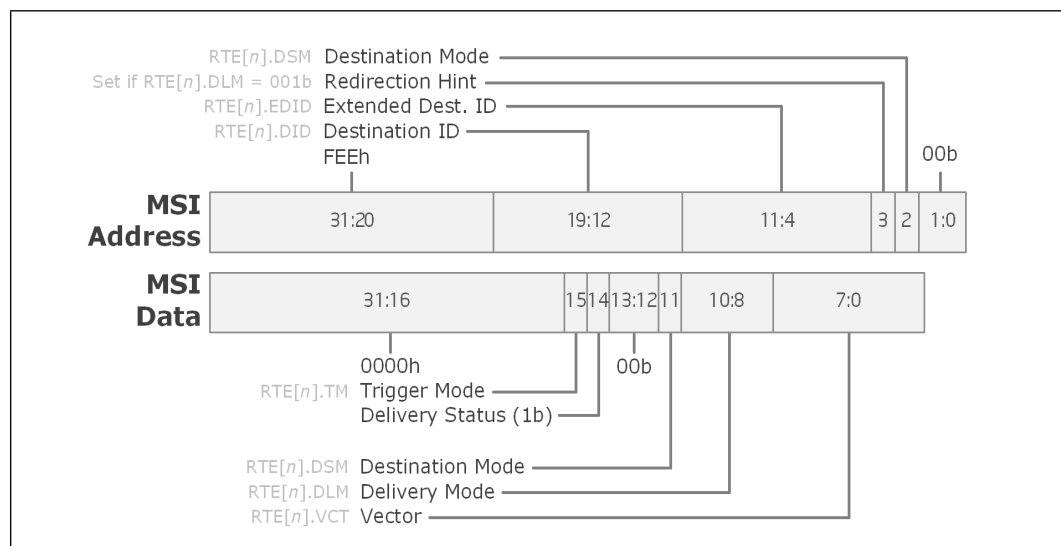 RTE[n].DSM Destination Mode
Set if RTE[n].DLM = 001b Redirection Hint
RTE[n].EDID Extended Dest. ID
RTE[n].DID Destination ID
FEEh 00b
MSI Address 31:20 19:12 11:4 3 2 1:0
MSI Data 31:16 15 14 13:12 11 10:8 7:0
0000h 00b
RTE[n].TM Trigger Mode
Delivery Status (1b)
RTE[n].DSM Destination Mode
RTE[n].DLM Delivery Mode
RTE[n].VCT Vector